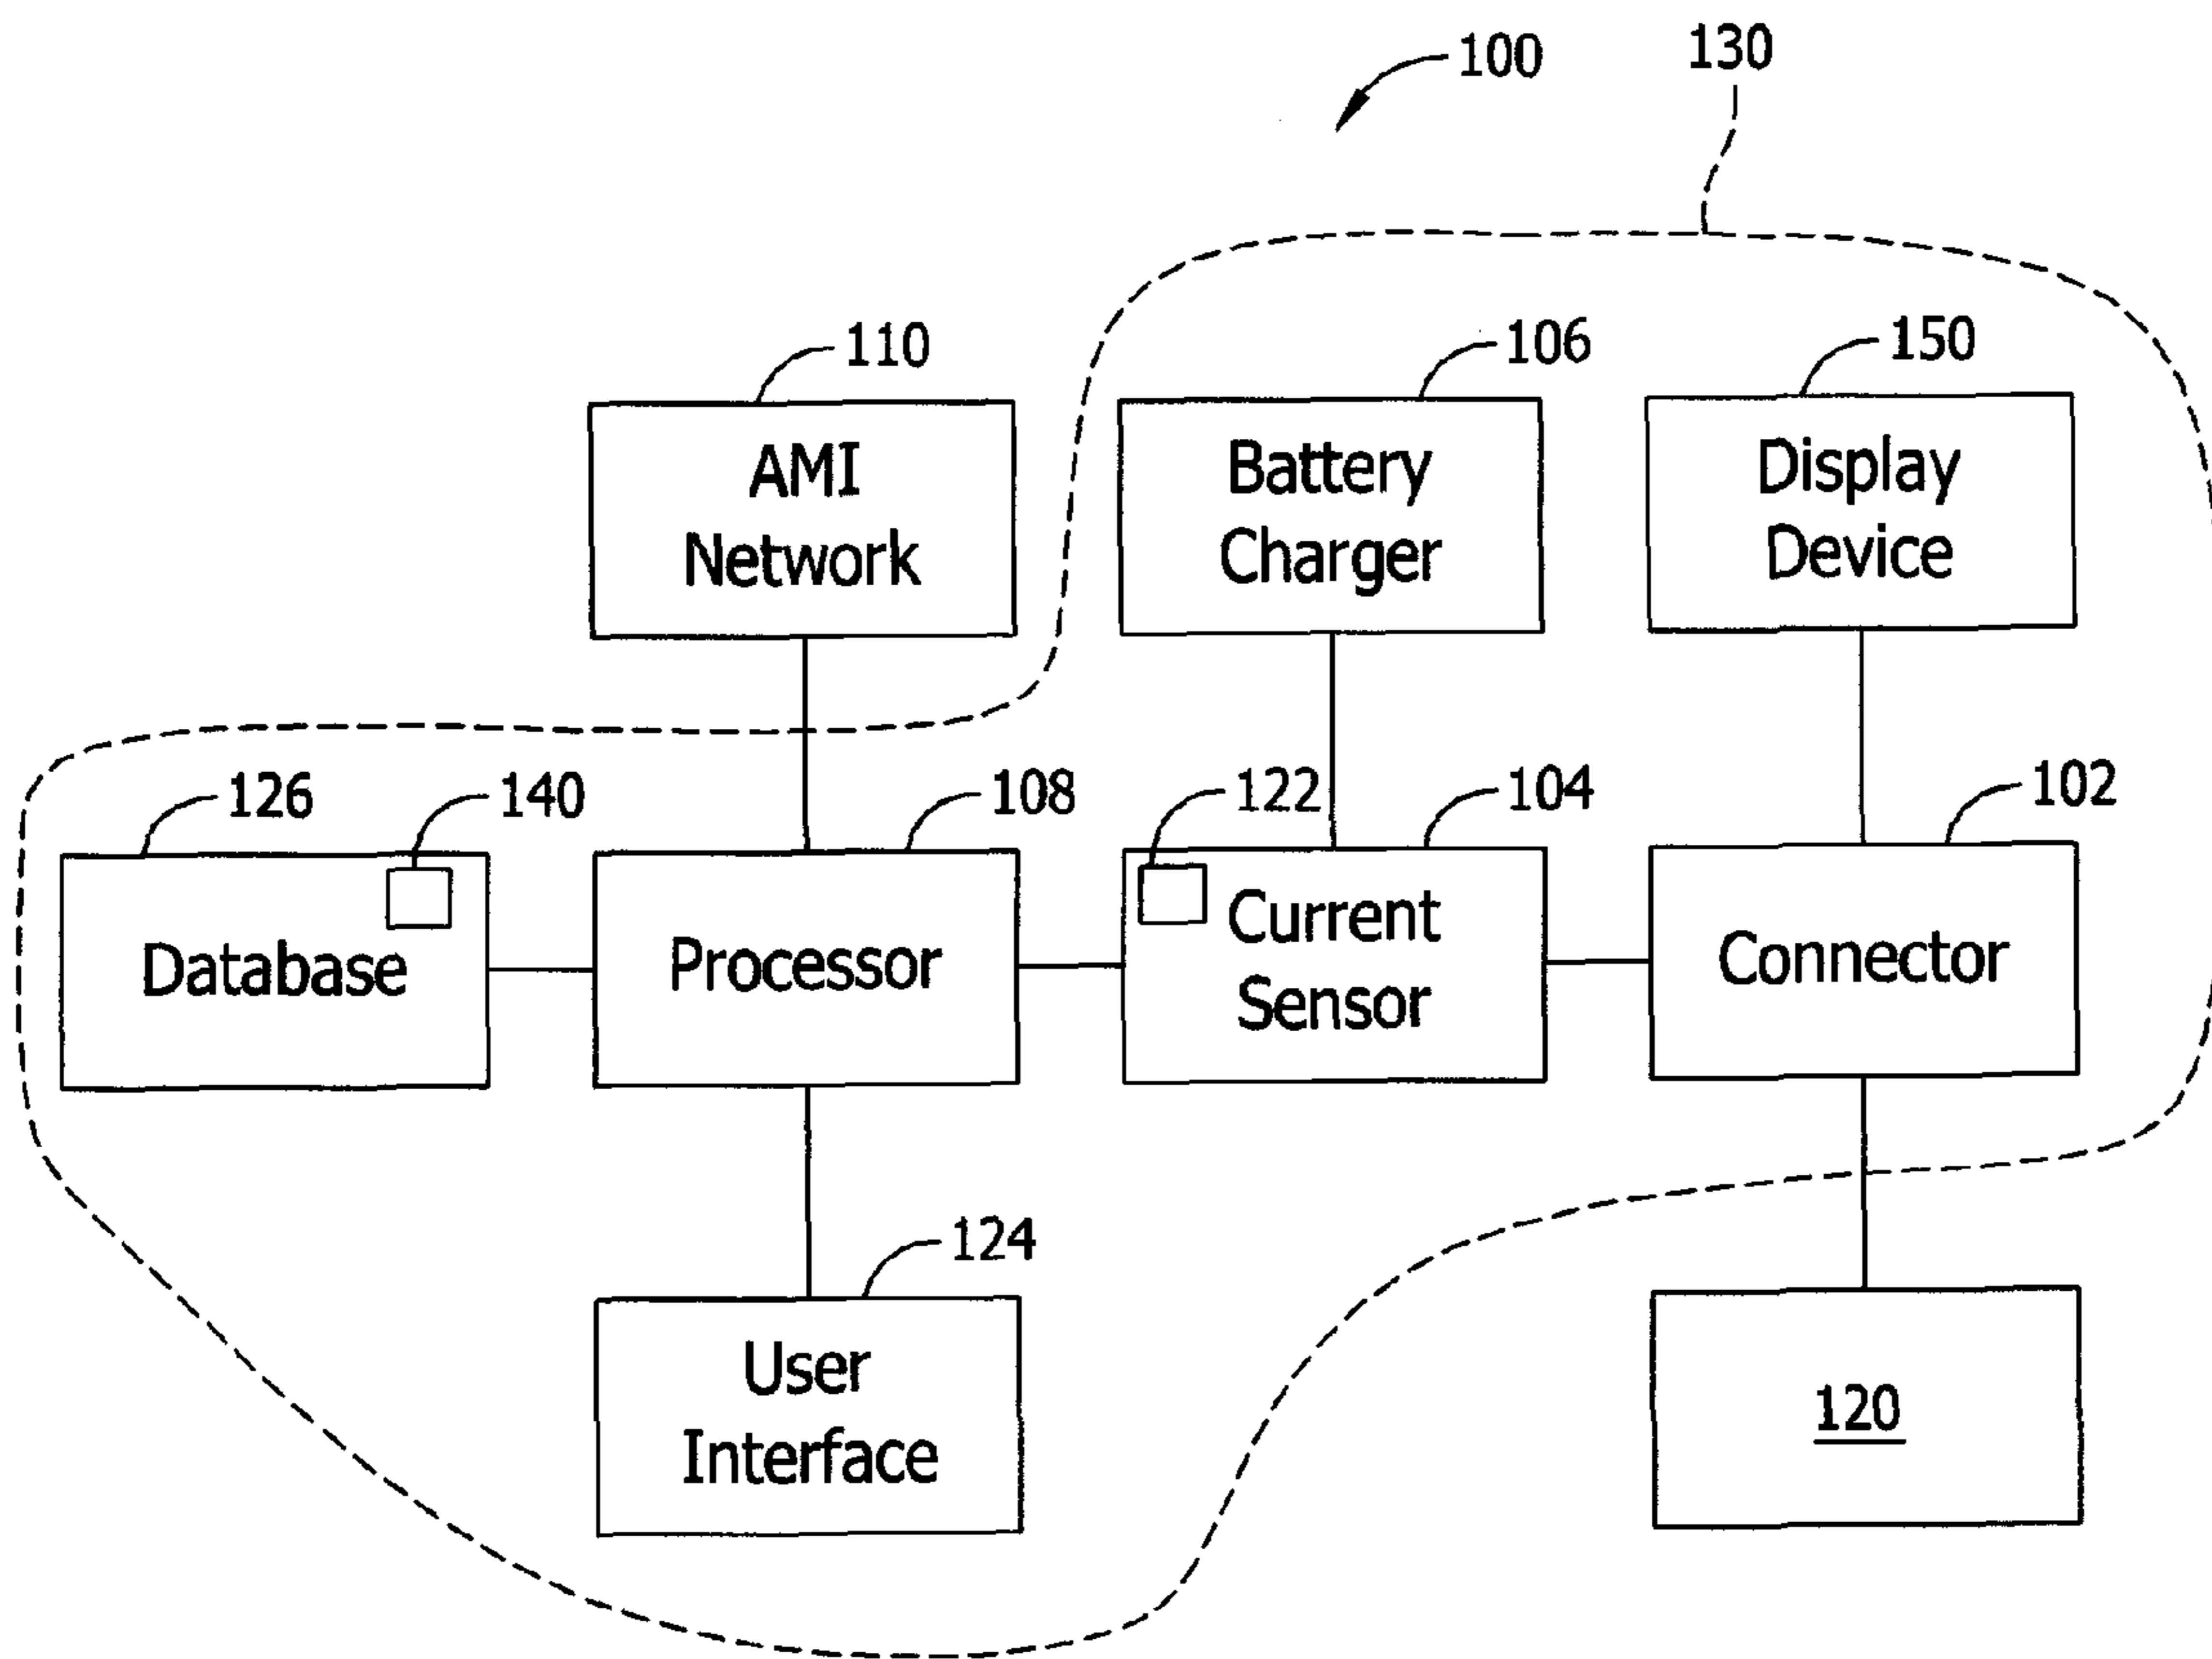 100
130
110
106
150
AMI
Network
Battery
Charger
Display
Device
126
140
108
122
104
102
Database
Processor
Current
Sensor
Connector
124
User
Interface
120